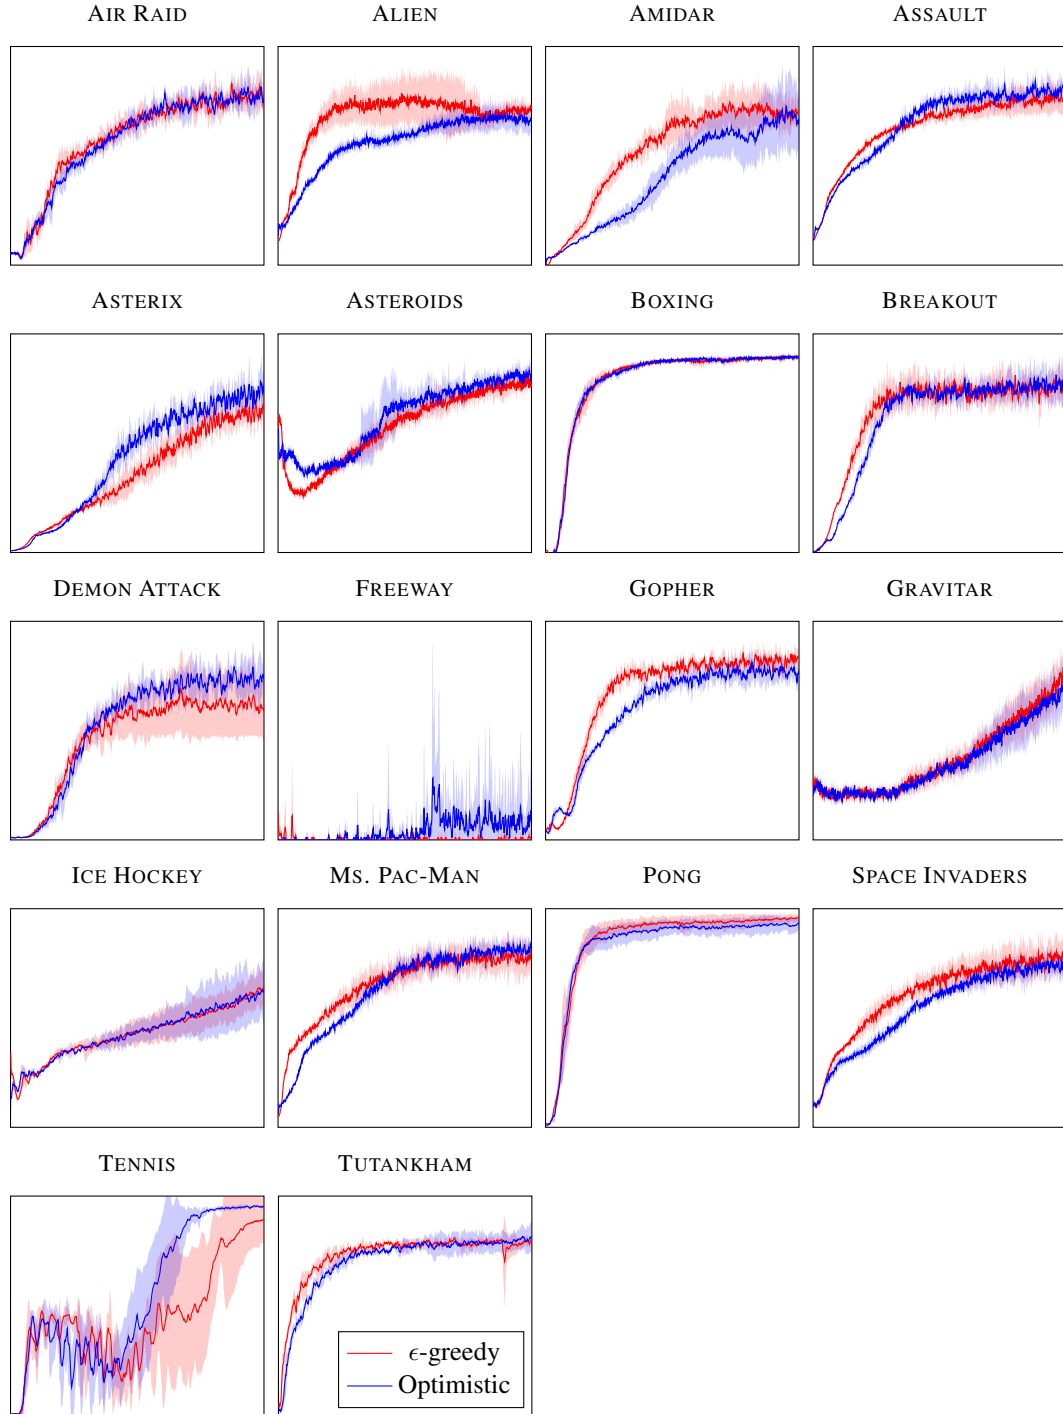 AIR RAID
ALIEN
AMIDAR
ASSAULT
ASTERIX
ASTEROIDS
BOXING
BREAKOUT
DEMON ATTACK
FREEWAY
GOPHER
GRAVITAR
ICE HOCKEY
MS. PAC-MAN
PONG
SPACE INVADERS
TENNIS
TUTANKHAM
ϵ-greedy
Optimistic